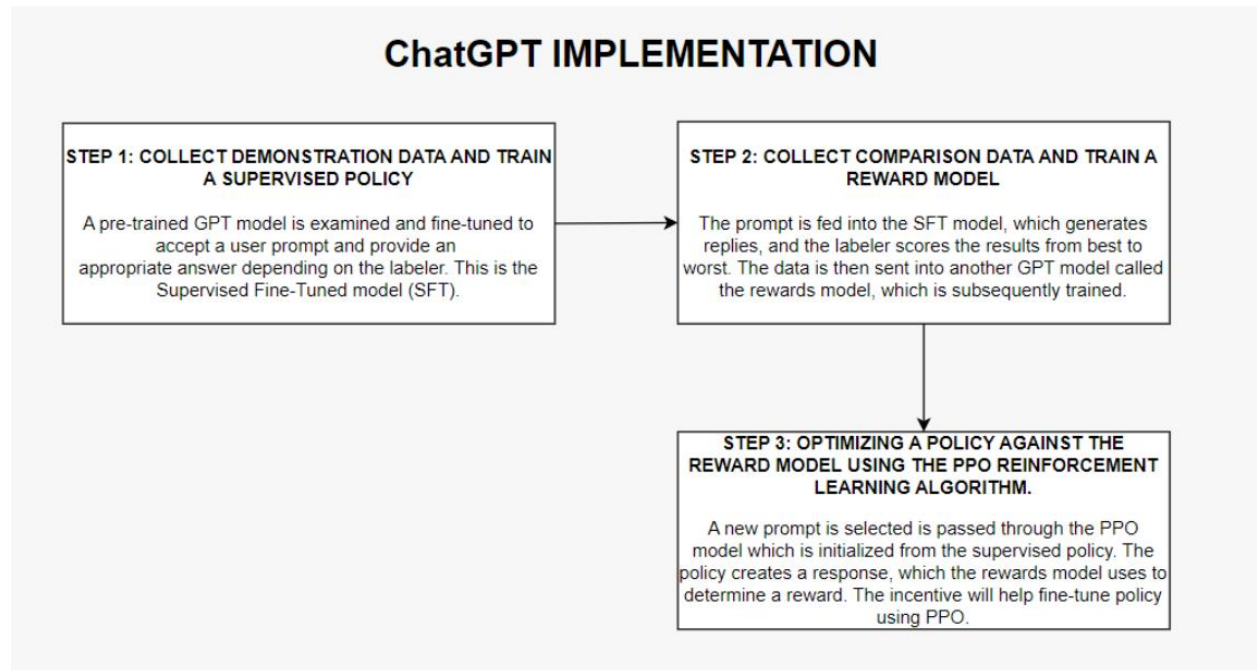 ChatGPT IMPLEMENTATION
STEP 1: COLLECT DEMONSTRATION DATA AND TRAIN
A SUPERVISED POLICY
A pre-trained GPT model is examined and fine-tuned to
accept a user prompt and provide an
appropriate answer depending on the labeler. This is the
Supervised Fine-Tuned model (SFT).
STEP 2: COLLECT COMPARISON DATA AND TRAIN A
REWARD MODEL
The prompt is fed into the SFT model, which generates
replies, and the labeler scores the results from best to
worst. The data is then sent into another GPT model called
the rewards model, which is subsequently trained.
STEP 3: OPTIMIZING A POLICY AGAINST THE
REWARD MODEL USING THE PPO REINFORCEMENT
LEARNING ALGORITHM.
A new prompt is selected is passed through the PPO
model which is initialized from the supervised policy. The
policy creates a response, which the rewards model uses to
determine a reward. The incentive will help fine-tune policy
using PPO.